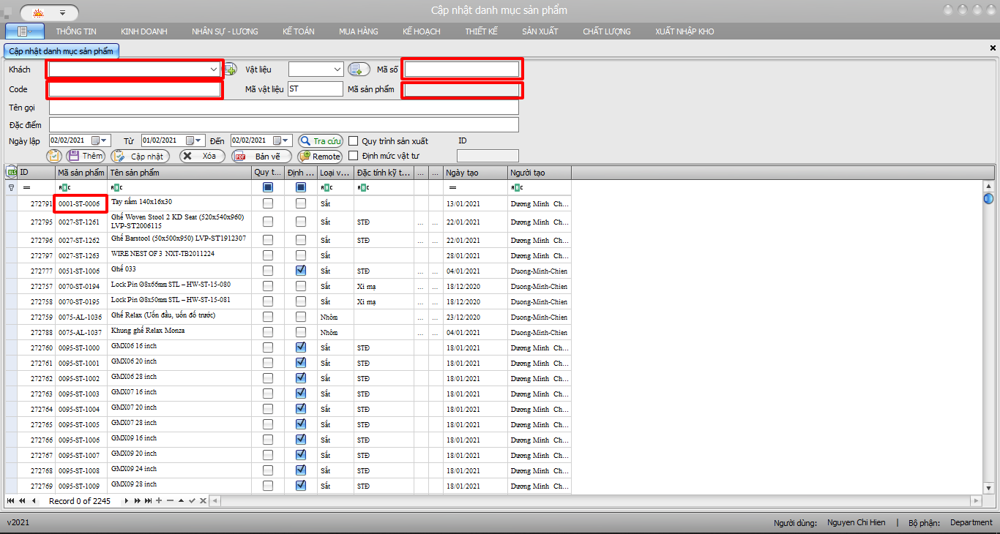 Cập nhật danh mục sản phẩm
THÔNG TIN KINH DOANH NHÂN SỰ - LƯƠNG KẾ TOÁN MUA HÀNG KẾ HOẠCH THIẾT KẾ SẢN XUẤT CHẤT LƯỢNG XUẤT NHẬP KHO
Cập nhật danh mục sản phẩm
Khách Vật liệu Mã số
Code Mã vật liệu ST Mã sản phẩm
Tên gọi
Đặc điểm
Ngày lập 02/02/2021 Từ 01/02/2021 Đến 02/02/2021 Tra cứu Quy trình sản xuất ID
Thêm Cập nhật Xóa PDF Bản vẽ Remote Định mức vật tư
XLS ID Mã sản phẩm Tên sản phẩm Quy t... Định ... Loại v... Đặc tính kỹ t... ... ... Ngày tạo Người tạo
= ABC ABC ABC ABC = ABC
272791 0001-ST-0006 Tay nắm 140x16x30 Sắt 13/01/2021 Dương Minh Ch...
272795 0027-ST-1261 Ghế Woven Stool 2 KD Seat (520x540x960) LVP-ST2006115 Sắt STĐ ... ... 22/01/2021 Dương Minh Ch...
272796 0027-ST-1262 Ghế Barstool (50x500x950) LVP-ST1912307 Sắt STĐ ... ... 22/01/2021 Dương Minh Ch...
272797 0027-ST-1263 WIRE NEST OF 3 NXT-TB2011224 Sắt 28/01/2021 Dương Minh Ch...
272777 0051-ST-1006 Ghế 033 Sắt STĐ ... ... 04/01/2021 Duong-Minh-Chien
272757 0070-ST-0194 Lock Pin Ø8x66mm STL – HW-ST-15-080 Sắt Xi mạ ... ... 18/12/2020 Duong-Minh-Chien
272758 0070-ST-0195 Lock Pin Ø8x50mm STL – HW-ST-15-081 Sắt Xi mạ ... ... 18/12/2020 Duong-Minh-Chien
272759 0075-AL-1036 Ghế Relax (Uốn đầu, uốn đố trước) Nhôm ... ... 23/12/2020 Duong-Minh-Chien
272788 0075-AL-1037 Khung ghế Relax Monza Nhôm ... ... 04/01/2021 Duong-Minh-Chien
272760 0095-ST-1000 GMX06 16 inch Sắt STĐ 18/01/2021 Dương Minh Ch...
272761 0095-ST-1001 GMX06 20 inch Sắt STĐ 18/01/2021 Dương Minh Ch...
272762 0095-ST-1002 GMX06 28 inch Sắt STĐ 18/01/2021 Dương Minh Ch...
272763 0095-ST-1003 GMX07 16 inch Sắt STĐ 18/01/2021 Dương Minh Ch...
272764 0095-ST-1004 GMX07 20 inch Sắt STĐ 18/01/2021 Dương Minh Ch...
272765 0095-ST-1005 GMX07 28 inch Sắt STĐ 18/01/2021 Dương Minh Ch...
272766 0095-ST-1006 GMX09 16 inch Sắt STĐ 18/01/2021 Dương Minh Ch...
272767 0095-ST-1007 GMX09 20 inch Sắt STĐ 18/01/2021 Dương Minh Ch...
272768 0095-ST-1008 GMX09 24 inch Sắt STĐ 18/01/2021 Dương Minh Ch...
272769 0095-ST-1009 GMX09 28 inch Sắt STĐ 18/01/2021 Dương Minh Ch...
Record 0 of 2245
v2021 Người dùng: Nguyen Chi Hien | Bộ phận: Department